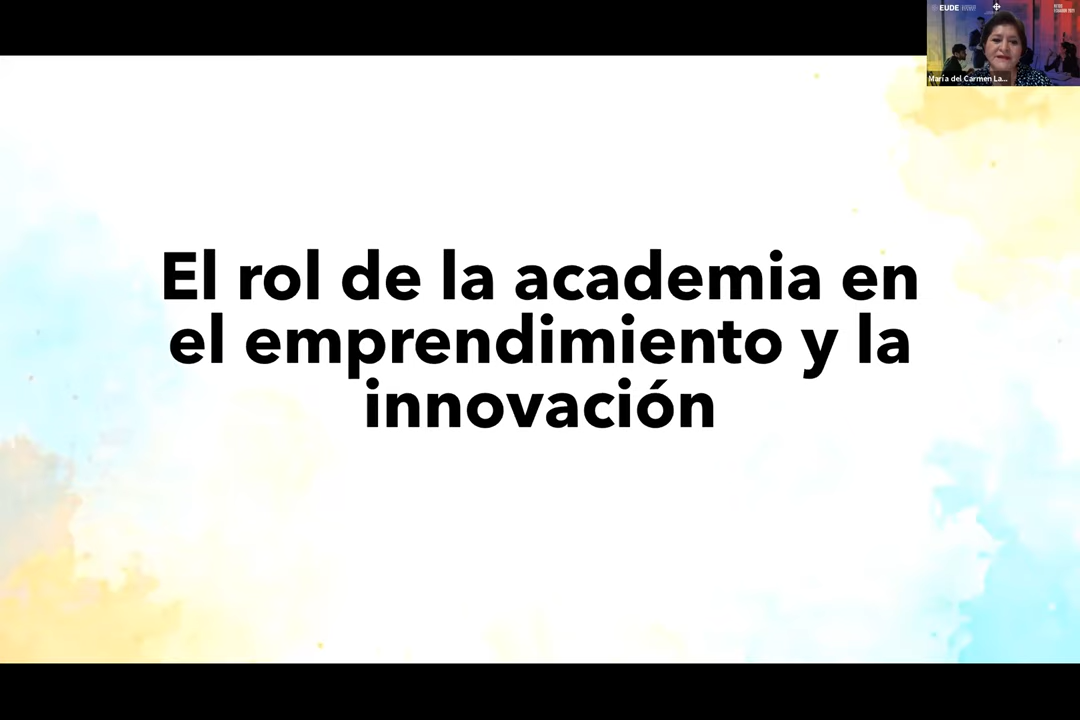 EUDE
María del Carmen La...
El rol de la academia en
el emprendimiento y la
innovación